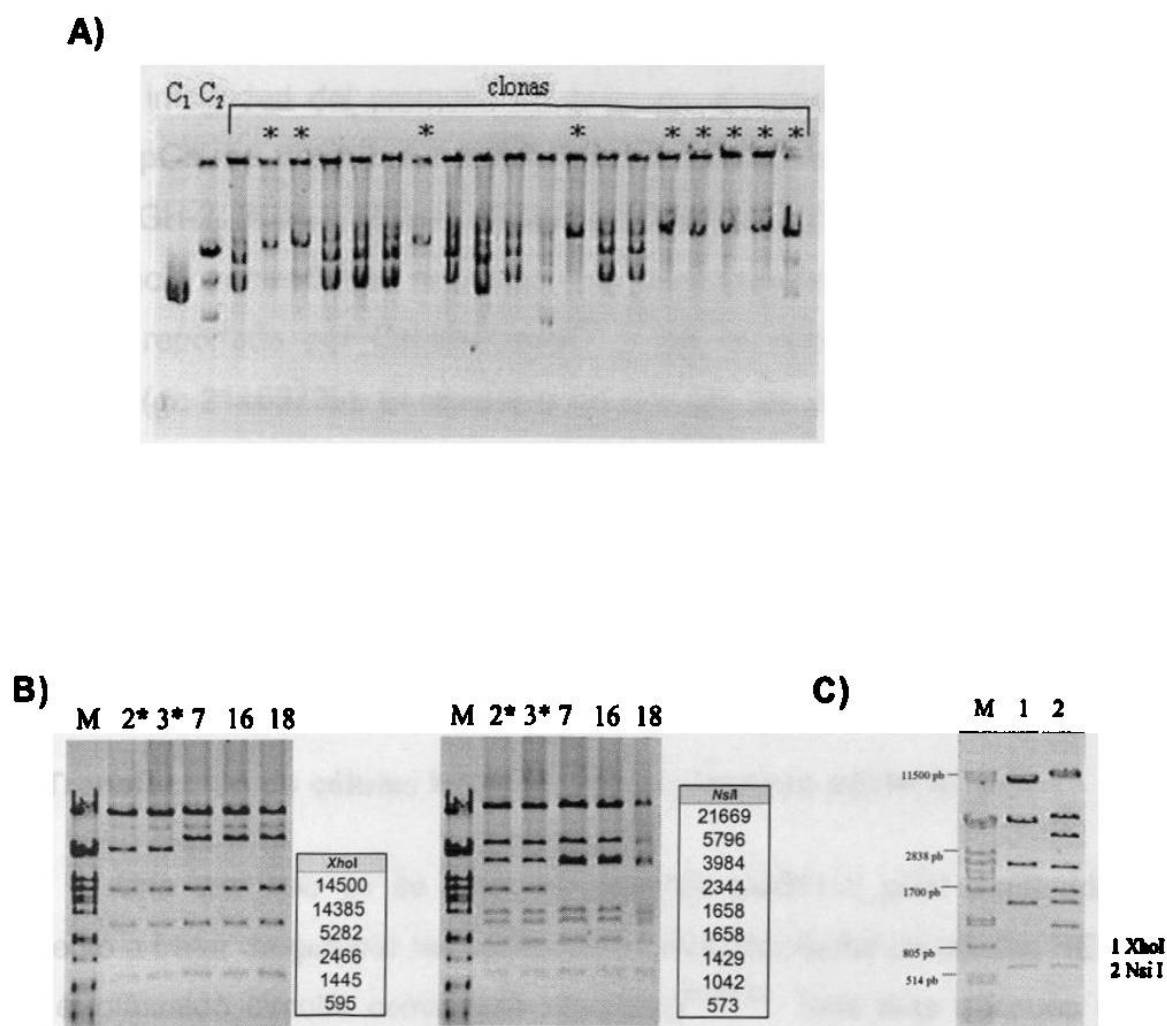 A)
C1 C2 clonas
* * * * * * * * *
B)
M 2* 3* 7 16 18
XhoI
14500
14385
5282
2466
1445
595
M 2* 3* 7 16 18
NsiI
21669
5796
3984
2344
1658
1658
1429
1042
573
C)
M 1 2
11500 pb
2838 pb
1700 pb
805 pb
514 pb
1 XhoI
2 Nsi I